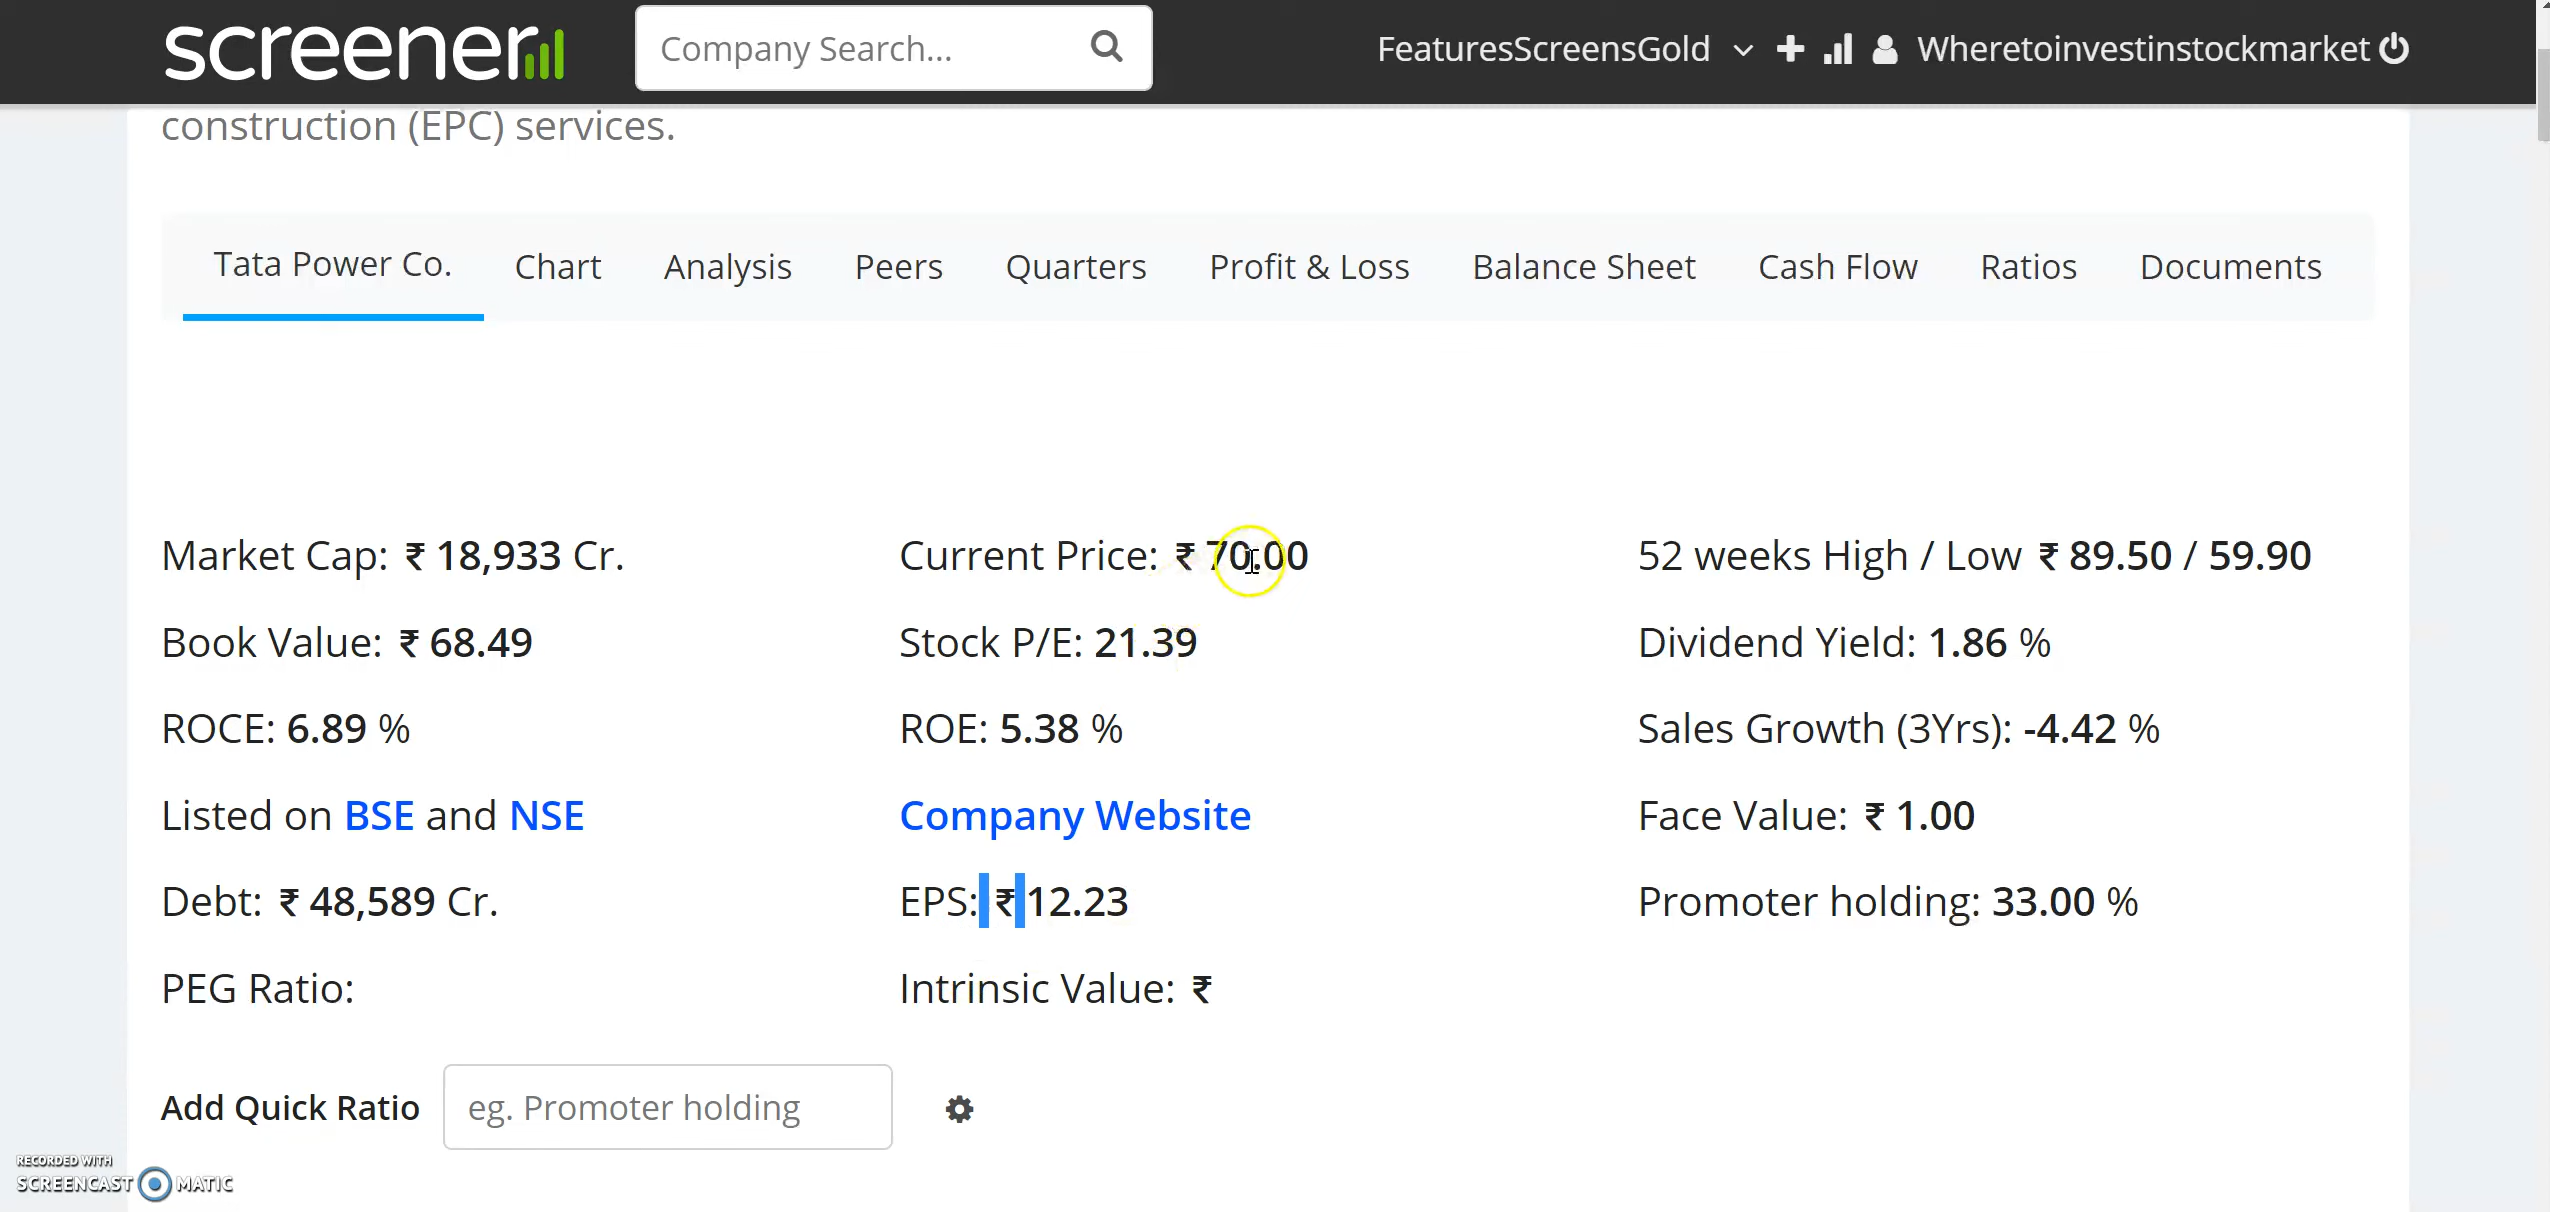 screener Company Search... FeaturesScreensGold Wheretoinvestinstockmarket
construction (EPC) services.
Tata Power Co. Chart Analysis Peers Quarters Profit & Loss Balance Sheet Cash Flow Ratios Documents
Market Cap: ₹ 18,933 Cr. Current Price: ₹ 70.00 52 weeks High / Low ₹ 89.50 / 59.90
Book Value: ₹ 68.49 Stock P/E: 21.39 Dividend Yield: 1.86 %
ROCE: 6.89 % ROE: 5.38 % Sales Growth (3Yrs): -4.42 %
Listed on BSE and NSE Company Website Face Value: ₹ 1.00
Debt: ₹ 48,589 Cr. EPS: ₹ 12.23 Promoter holding: 33.00 %
PEG Ratio: Intrinsic Value: ₹
Add Quick Ratio eg. Promoter holding
RECORDED WITH
SCREENCAST MATIC